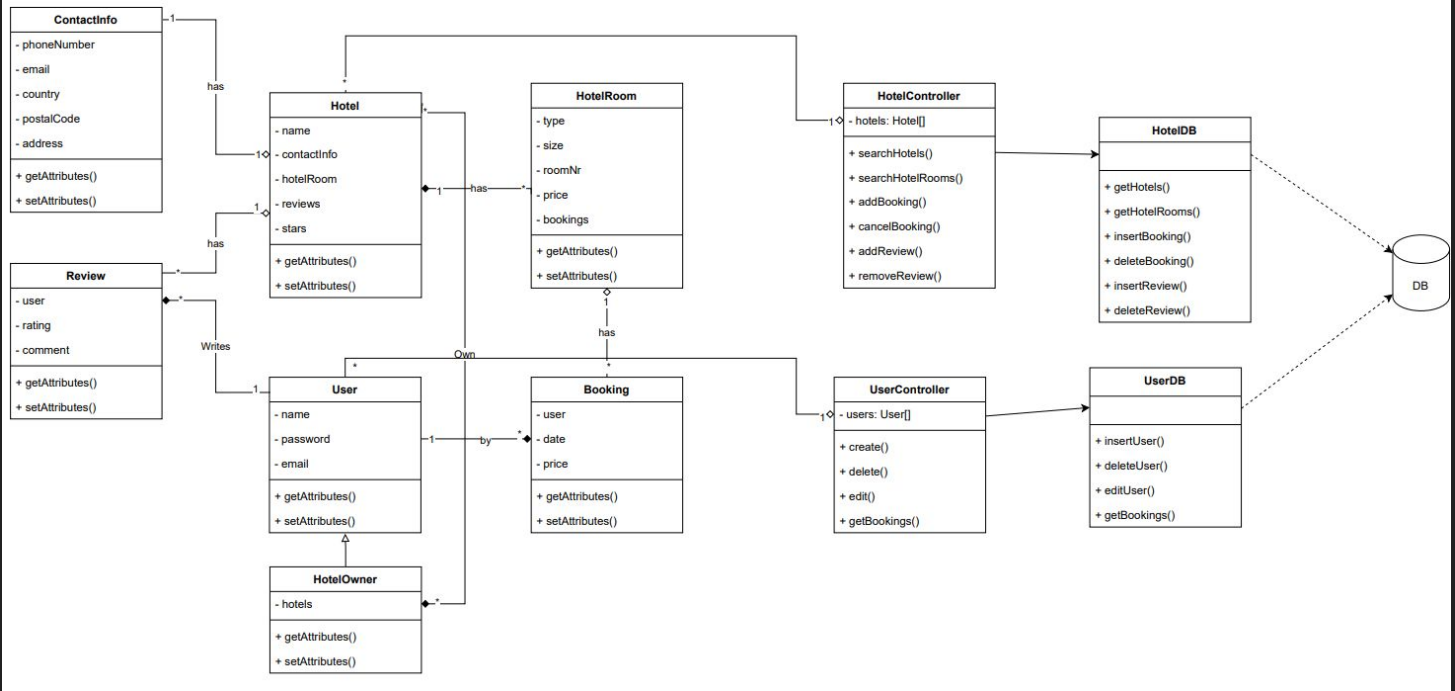 ContactInfo
- phoneNumber
- email
- country
- postalCode
- address
+ getAttributes()
+ setAttributes()
1
has
1
Hotel
- name
- contactInfo
- hotelRoom
- reviews
- stars
+ getAttributes()
+ setAttributes()
*
*
1
has
*
HotelRoom
- type
- size
- roomNr
- price
- bookings
+ getAttributes()
+ setAttributes()
1
has
*
HotelController
- hotels: Hotel[]
+ searchHotels()
+ searchHotelRooms()
+ addBooking()
+ cancelBooking()
+ addReview()
+ removeReview()
1
HotelDB
+ getHotels()
+ getHotelRooms()
+ insertBooking()
+ deleteBooking()
+ insertReview()
+ deleteReview()
DB
1
has
*
Review
- user
- rating
- comment
+ getAttributes()
+ setAttributes()
*
Writes
1
Own
*
User
- name
- password
- email
+ getAttributes()
+ setAttributes()
1
by
*
Booking
- user
- date
- price
+ getAttributes()
+ setAttributes()
1
UserController
- users: User[]
+ create()
+ delete()
+ edit()
+ getBookings()
UserDB
+ insertUser()
+ deleteUser()
+ editUser()
+ getBookings()
HotelOwner
- hotels
+ getAttributes()
+ setAttributes()
*